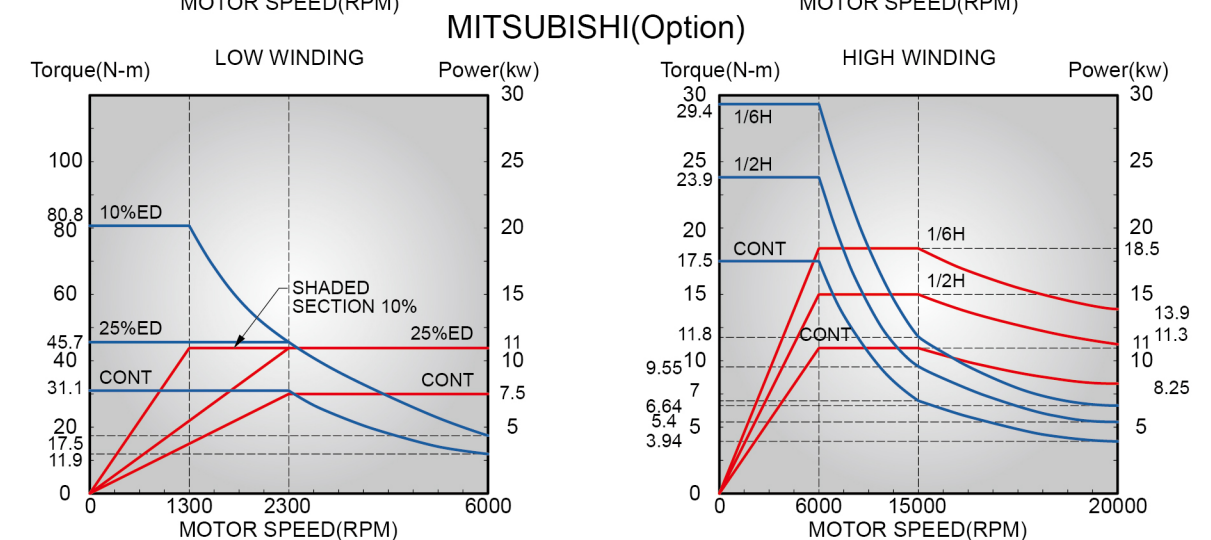 MOTOR SPEED(RPM)
MOTOR SPEED(RPM)
MITSUBISHI(Option)
LOW WINDING
Torque(N-m)
Power(kw)
100
80.8
80
60
45.7
40
31.1
20
17.5
11.9
0
10%ED
25%ED
CONT
SHADED
SECTION 10%
25%ED
CONT
30
25
20
15
11
10
7.5
5
0
1300
2300
6000
MOTOR SPEED(RPM)
HIGH WINDING
Torque(N-m)
Power(kw)
30
29.4
25
23.9
20
17.5
15
11.8
10
9.55
7
6.64
5.4
5
3.94
0
1/6H
1/2H
CONT
1/6H
1/2H
CONT
30
25
20
18.5
15
13.9
11.3
11
10
8.25
5
0
6000
15000
20000
MOTOR SPEED(RPM)